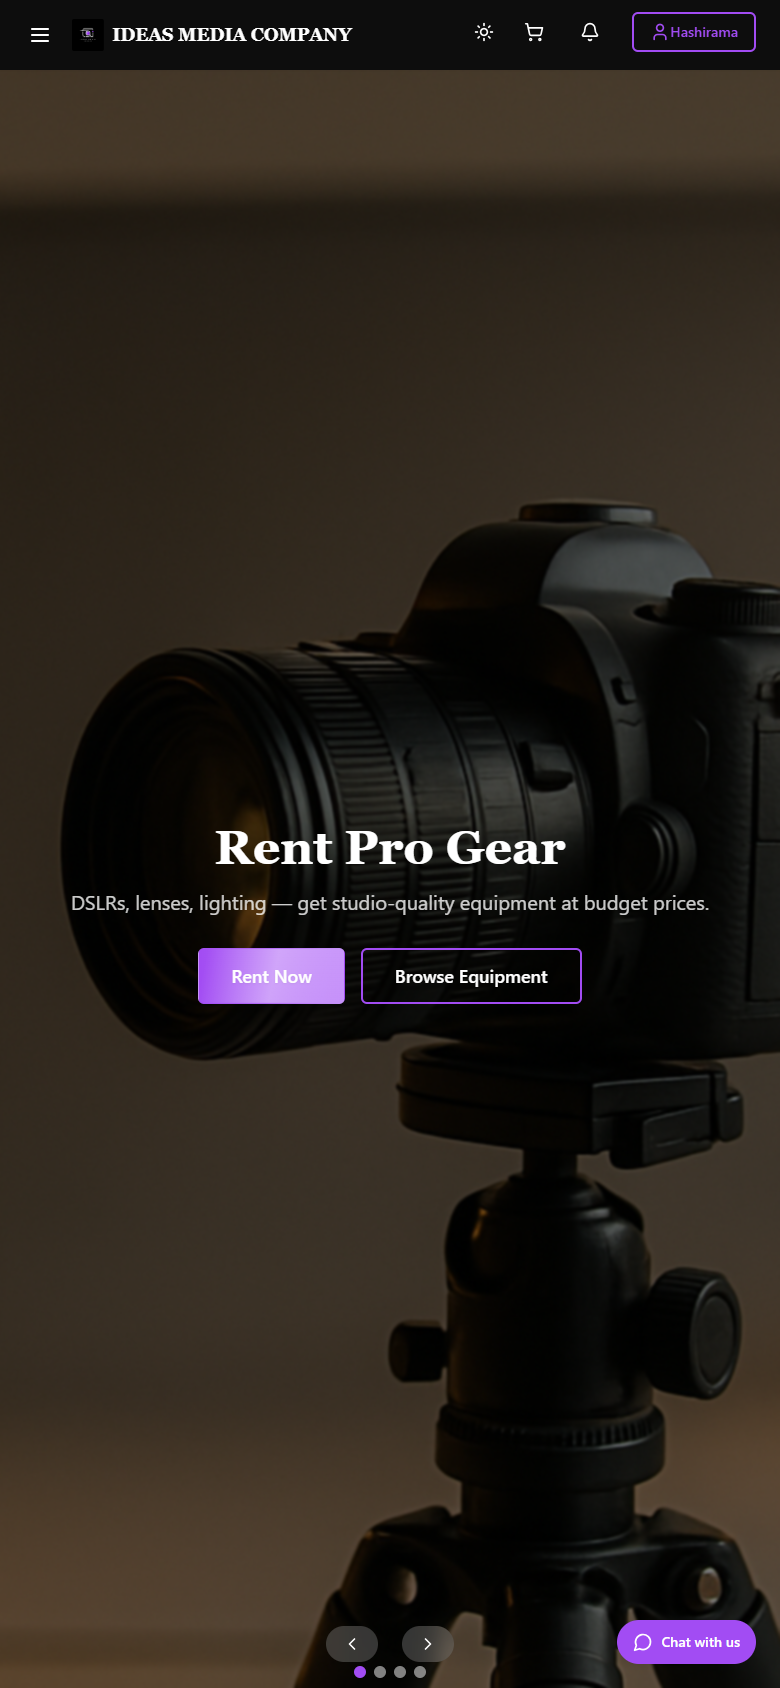 IDEAS MEDIA COMPANY
Hashirama
Rent Pro Gear
DSLRs, lenses, lighting — get studio-quality equipment at budget prices.
Rent Now
Browse Equipment
Chat with us